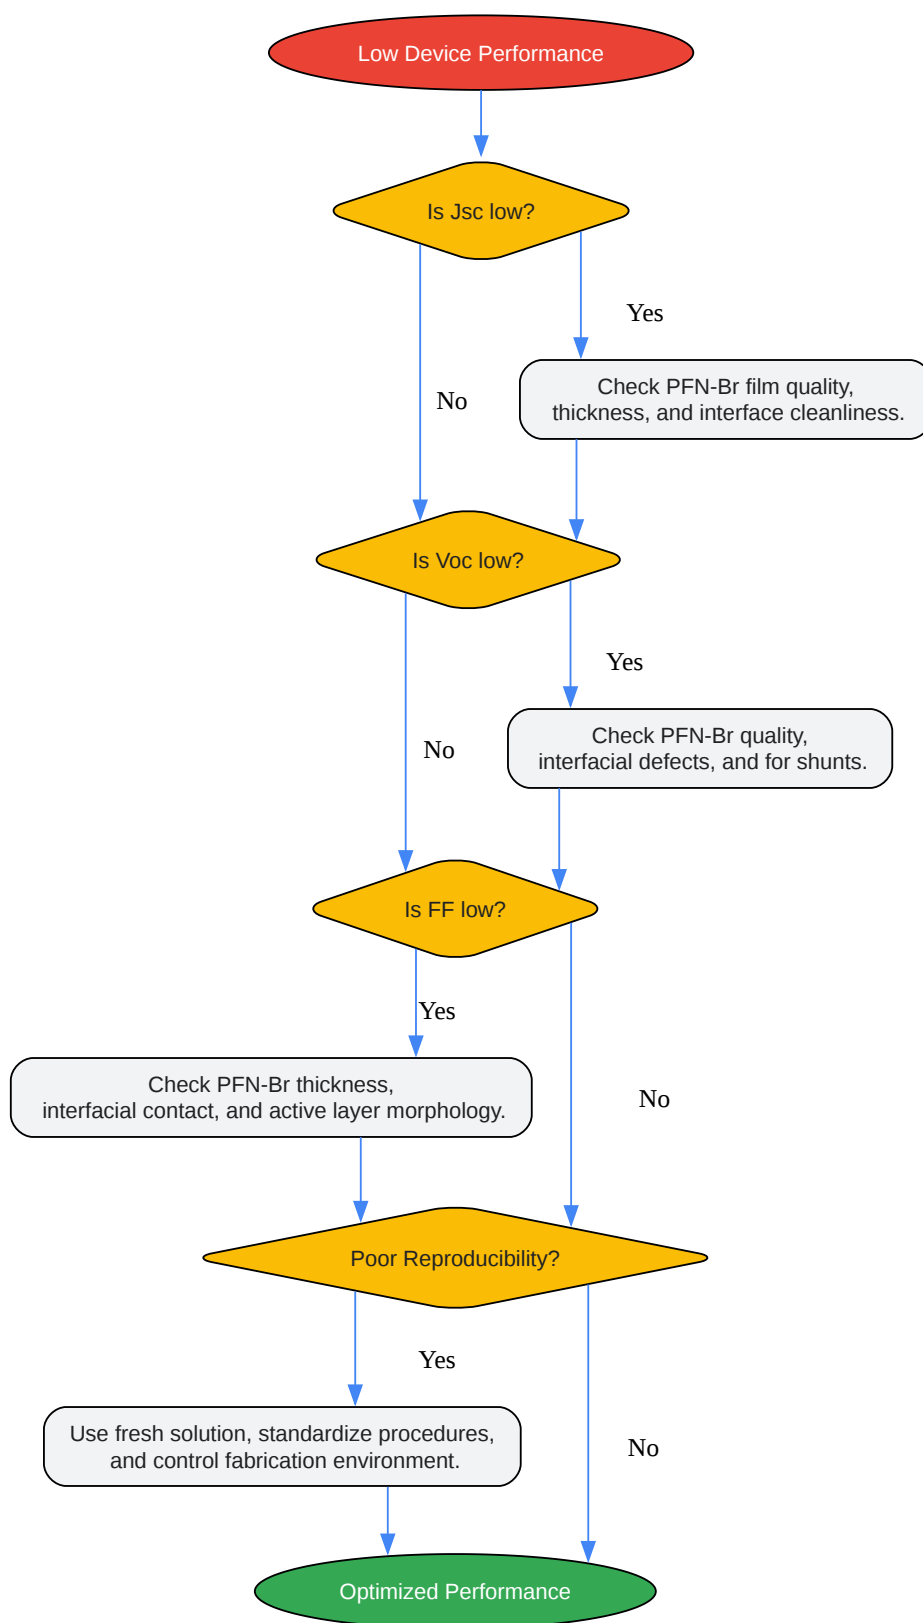 Low Device Performance
Is Jsc low?
Yes
Check PFN-Br film quality,
thickness, and interface cleanliness.
No
Is Voc low?
Yes
Check PFN-Br quality,
interfacial defects, and for shunts.
No
Is FF low?
Yes
Check PFN-Br thickness,
interfacial contact, and active layer morphology.
No
Poor Reproducibility?
Yes
Use fresh solution, standardize procedures,
and control fabrication environment.
No
Optimized Performance